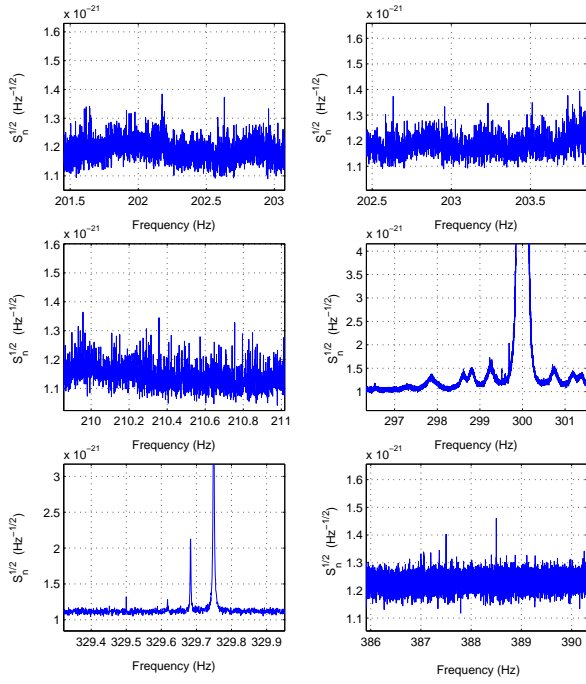 x 10⁻²¹
1.6
1.5
1.4
1.3
1.2
1.1
Sₙ^1/2 (Hz^-1/2)
201.5 202 202.5 203
Frequency (Hz)
x 10⁻²¹
1.6
1.5
1.4
1.3
1.2
1.1
Sₙ^1/2 (Hz^-1/2)
202.5 203 203.5
Frequency (Hz)
x 10⁻²¹
1.6
1.5
1.4
1.3
1.2
1.1
1
Sₙ^1/2 (Hz^-1/2)
210 210.2 210.4 210.6 210.8 211
Frequency (Hz)
x 10⁻²¹
4
3.5
3
2.5
2
1.5
1
Sₙ^1/2 (Hz^-1/2)
297 298 299 300 301
Frequency (Hz)
x 10⁻²¹
3
2.5
2
1.5
1
Sₙ^1/2 (Hz^-1/2)
329.4 329.5 329.6 329.7 329.8 329.9
Frequency (Hz)
x 10⁻²¹
1.6
1.5
1.4
1.3
1.2
1.1
Sₙ^1/2 (Hz^-1/2)
386 387 388 389 390
Frequency (Hz)